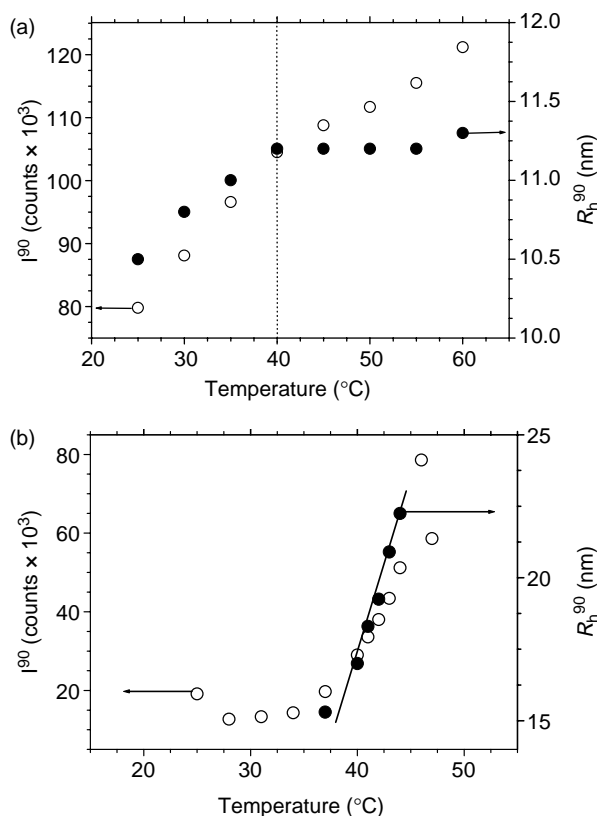 (a)
120
110
100
90
80
I⁹⁰ (counts × 10³)
12.0
11.5
11.0
10.5
10.0
Rₕ⁹⁰ (nm)
20 30 40 50 60
Temperature (°C)
(b)
80
60
40
20
I⁹⁰ (counts × 10³)
25
20
15
Rₕ⁹⁰ (nm)
20 30 40 50
Temperature (°C)